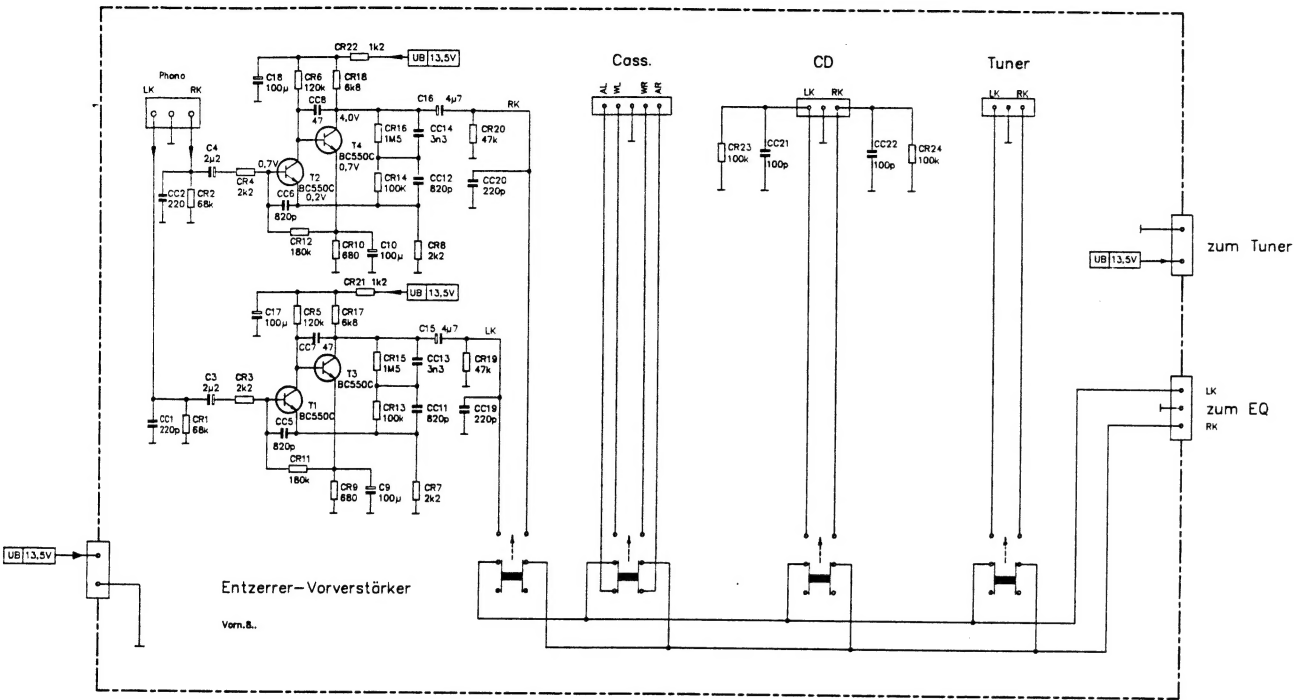 CR22 1k2
UB 13,5V
Phono
LK RK
C18
100µ
CR6
120k
CR18
6k8
CC8
47
4,0V
C16 4µ7
RK
CR16
1M5
CC14
3n3
CR20
47k
T4
BC550C
0,7V
C4
2µ2
0,7V
T2
BC550C
0,2V
CR4
2k2
CC2
220
CR2
68k
CC6
820p
CR14
100K
CC12
820p
CC20
220p
CR12
180k
CR10
680
C10
100µ
CR8
2k2
CR21 1k2
UB 13,5V
C17
100µ
CR5
120k
CR17
6k8
CC7 47
C15 4µ7
LK
CR15
1M5
CC13
3n3
CR19
47k
T3
BC550C
C3
2µ2
CR3
2k2
T1
BC550C
CC1
220p
CR1
68k
CC5
820p
CR13
100k
CC11
820p
CC19
220p
CR11
180k
CR9
680
C9
100µ
CR7
2k2
Cass.
AL WL WR AR
CD
LK RK
CR23
100k
CC21
100p
CC22
100p
CR24
100k
Tuner
LK RK
zum Tuner
UB 13,5V
LK
zum EQ
RK
UB 13,5V
Entzerrer-Vorverstärker
Vorn.8..